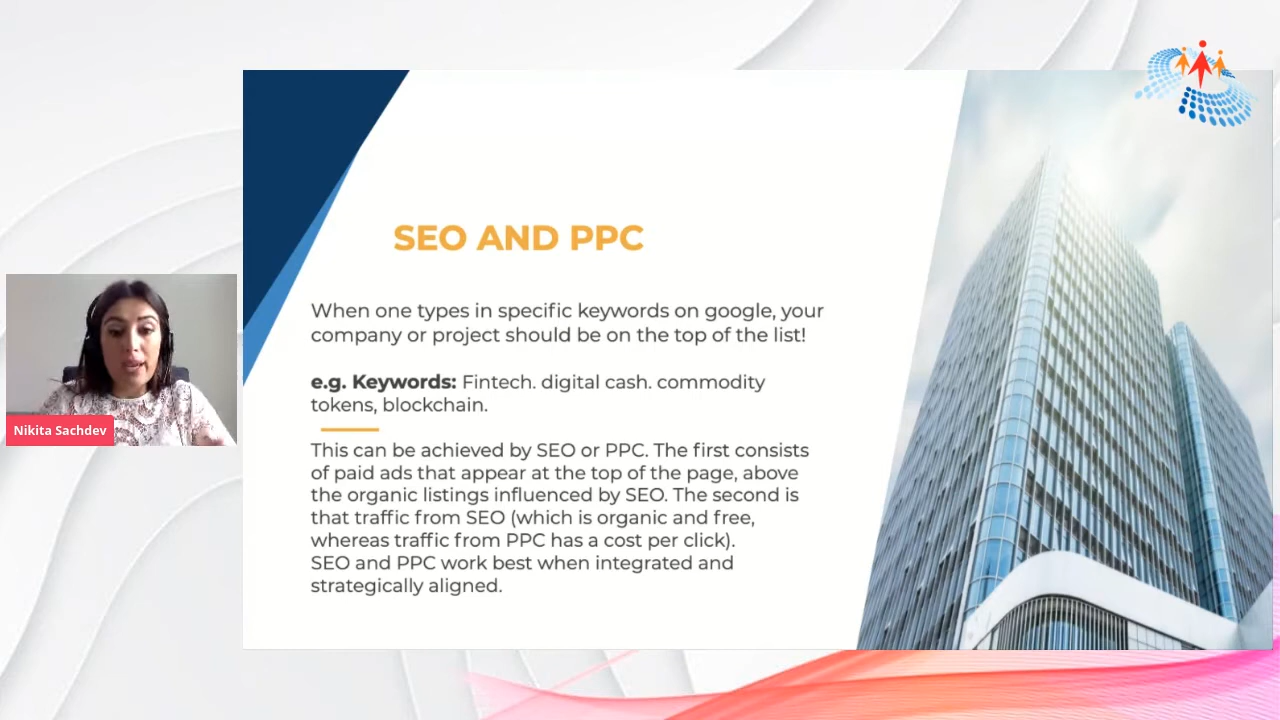 SEO AND PPC
When one types in specific keywords on google, your
company or project should be on the top of the list!
e.g. Keywords: Fintech. digital cash. commodity
tokens, blockchain.
This can be achieved by SEO or PPC. The first consists
of paid ads that appear at the top of the page, above
the organic listings influenced by SEO. The second is
that traffic from SEO (which is organic and free,
whereas traffic from PPC has a cost per click).
SEO and PPC work best when integrated and
strategically aligned.
Nikita Sachdev